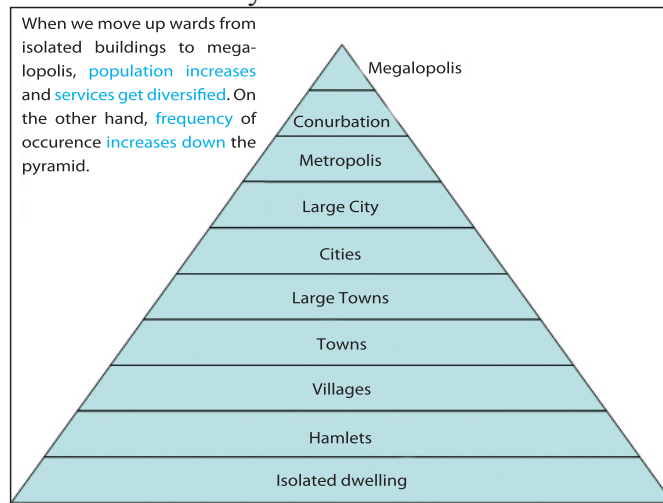 When we move up wards from
isolated buildings to mega-
lopolis, population increases
and services get diversified. On
the other hand, frequency of
occurence increases down the
pyramid.
Megalopolis
Conurbation
Metropolis
Large City
Cities
Large Towns
Towns
Villages
Hamlets
Isolated dwelling